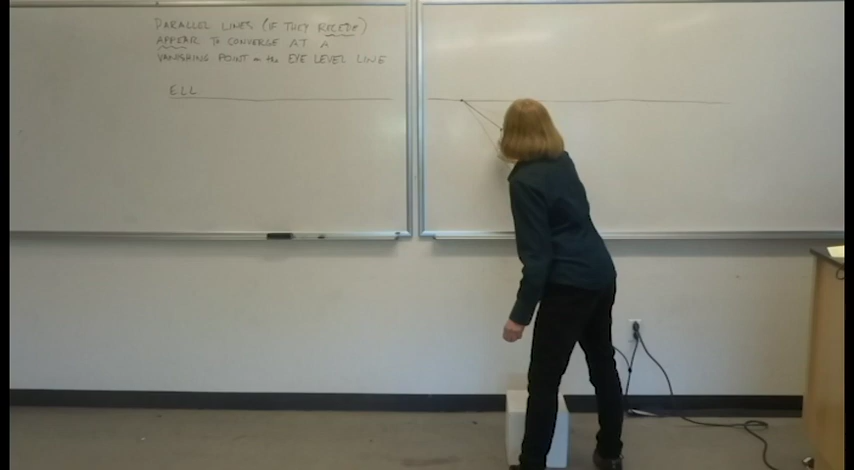 PARALLEL LINES (IF THEY RECEDE)
APPEAR TO CONVERGE AT A
VANISHING POINT on the EYE LEVEL LINE
ELL